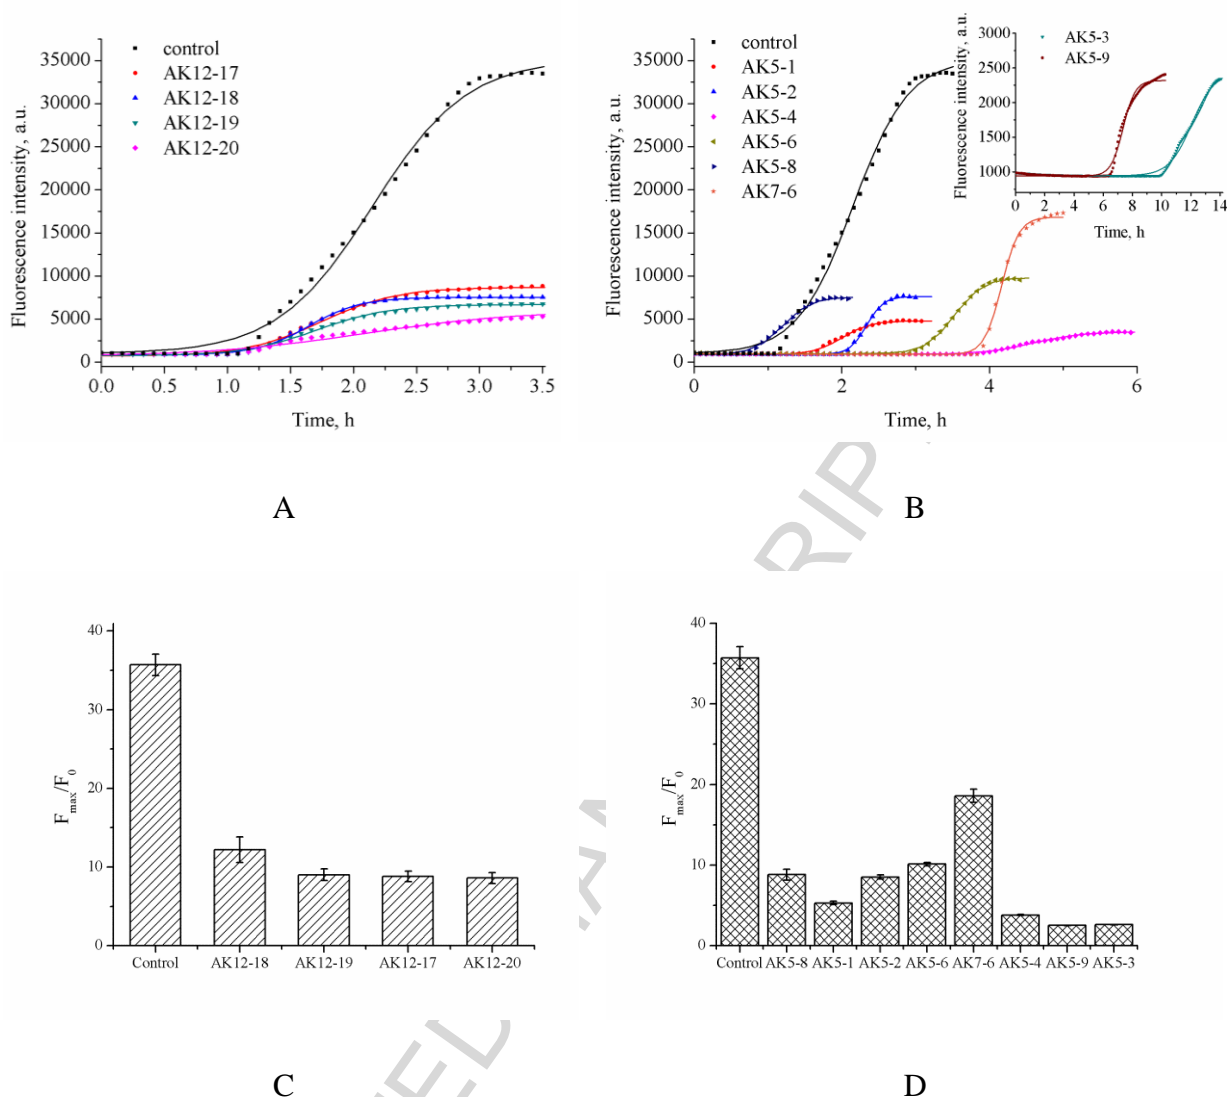 control
AK12-17
AK12-18
AK12-19
AK12-20
35000
30000
25000
20000
15000
10000
5000
0
Fluorescence intensity, a.u.
0.0 0.5 1.0 1.5 2.0 2.5 3.0 3.5
Time, h
A
control
AK5-1
AK5-2
AK5-4
AK5-6
AK5-8
AK7-6
35000
30000
25000
20000
15000
10000
5000
0
Fluorescence intensity, a.u.
0 2 4 6
Time, h
AK5-3
AK5-9
3000
2500
2000
1500
1000
Fluorescence intensity, a.u.
0 2 4 6 8 10 12 14
Time, h
B
40
30
20
10
0
Fmax/F0
Control AK12-18 AK12-19 AK12-17 AK12-20
C
40
30
20
10
0
Fmax/F0
Control AK5-8 AK5-1 AK5-2 AK5-6 AK7-6 AK5-4 AK5-9 AK5-3
D